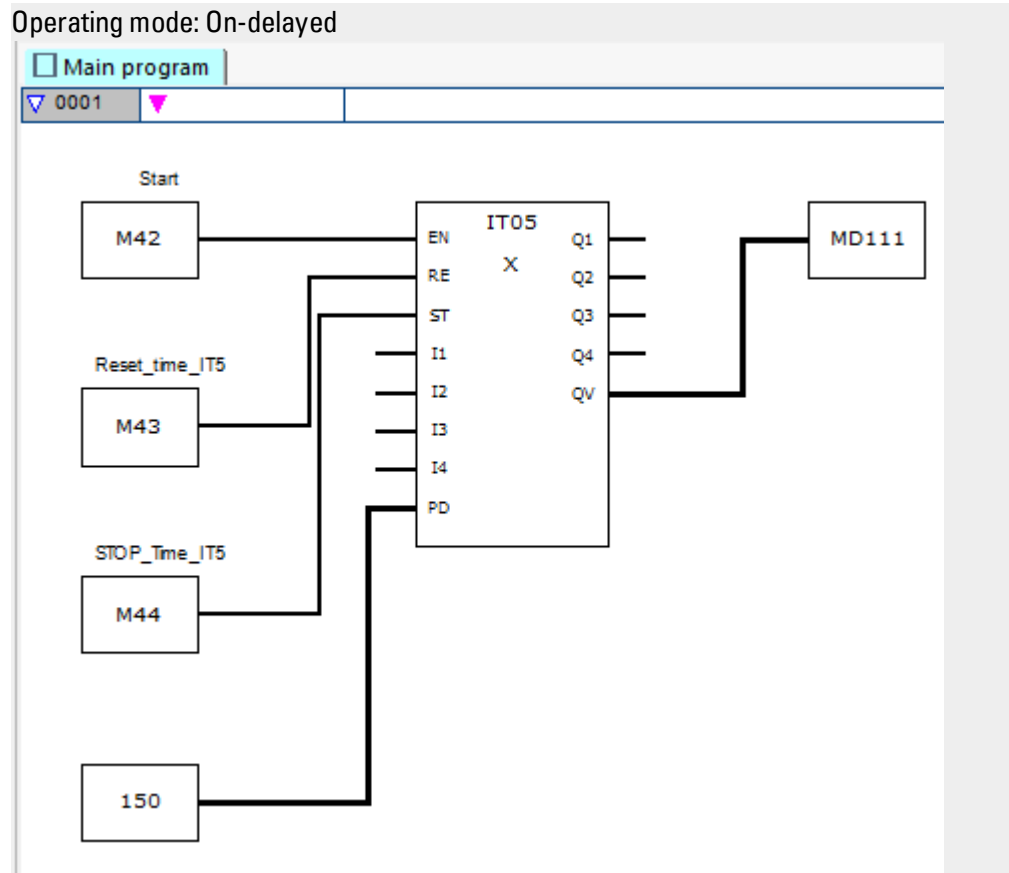 Operating mode: On-delayed
Main program
0001
Start
M42
IT05
X
EN
RE
ST
I1
I2
I3
I4
PD
Q1
Q2
Q3
Q4
QV
MD111
Reset_time_IT5
M43
STOP_Time_IT5
M44
150